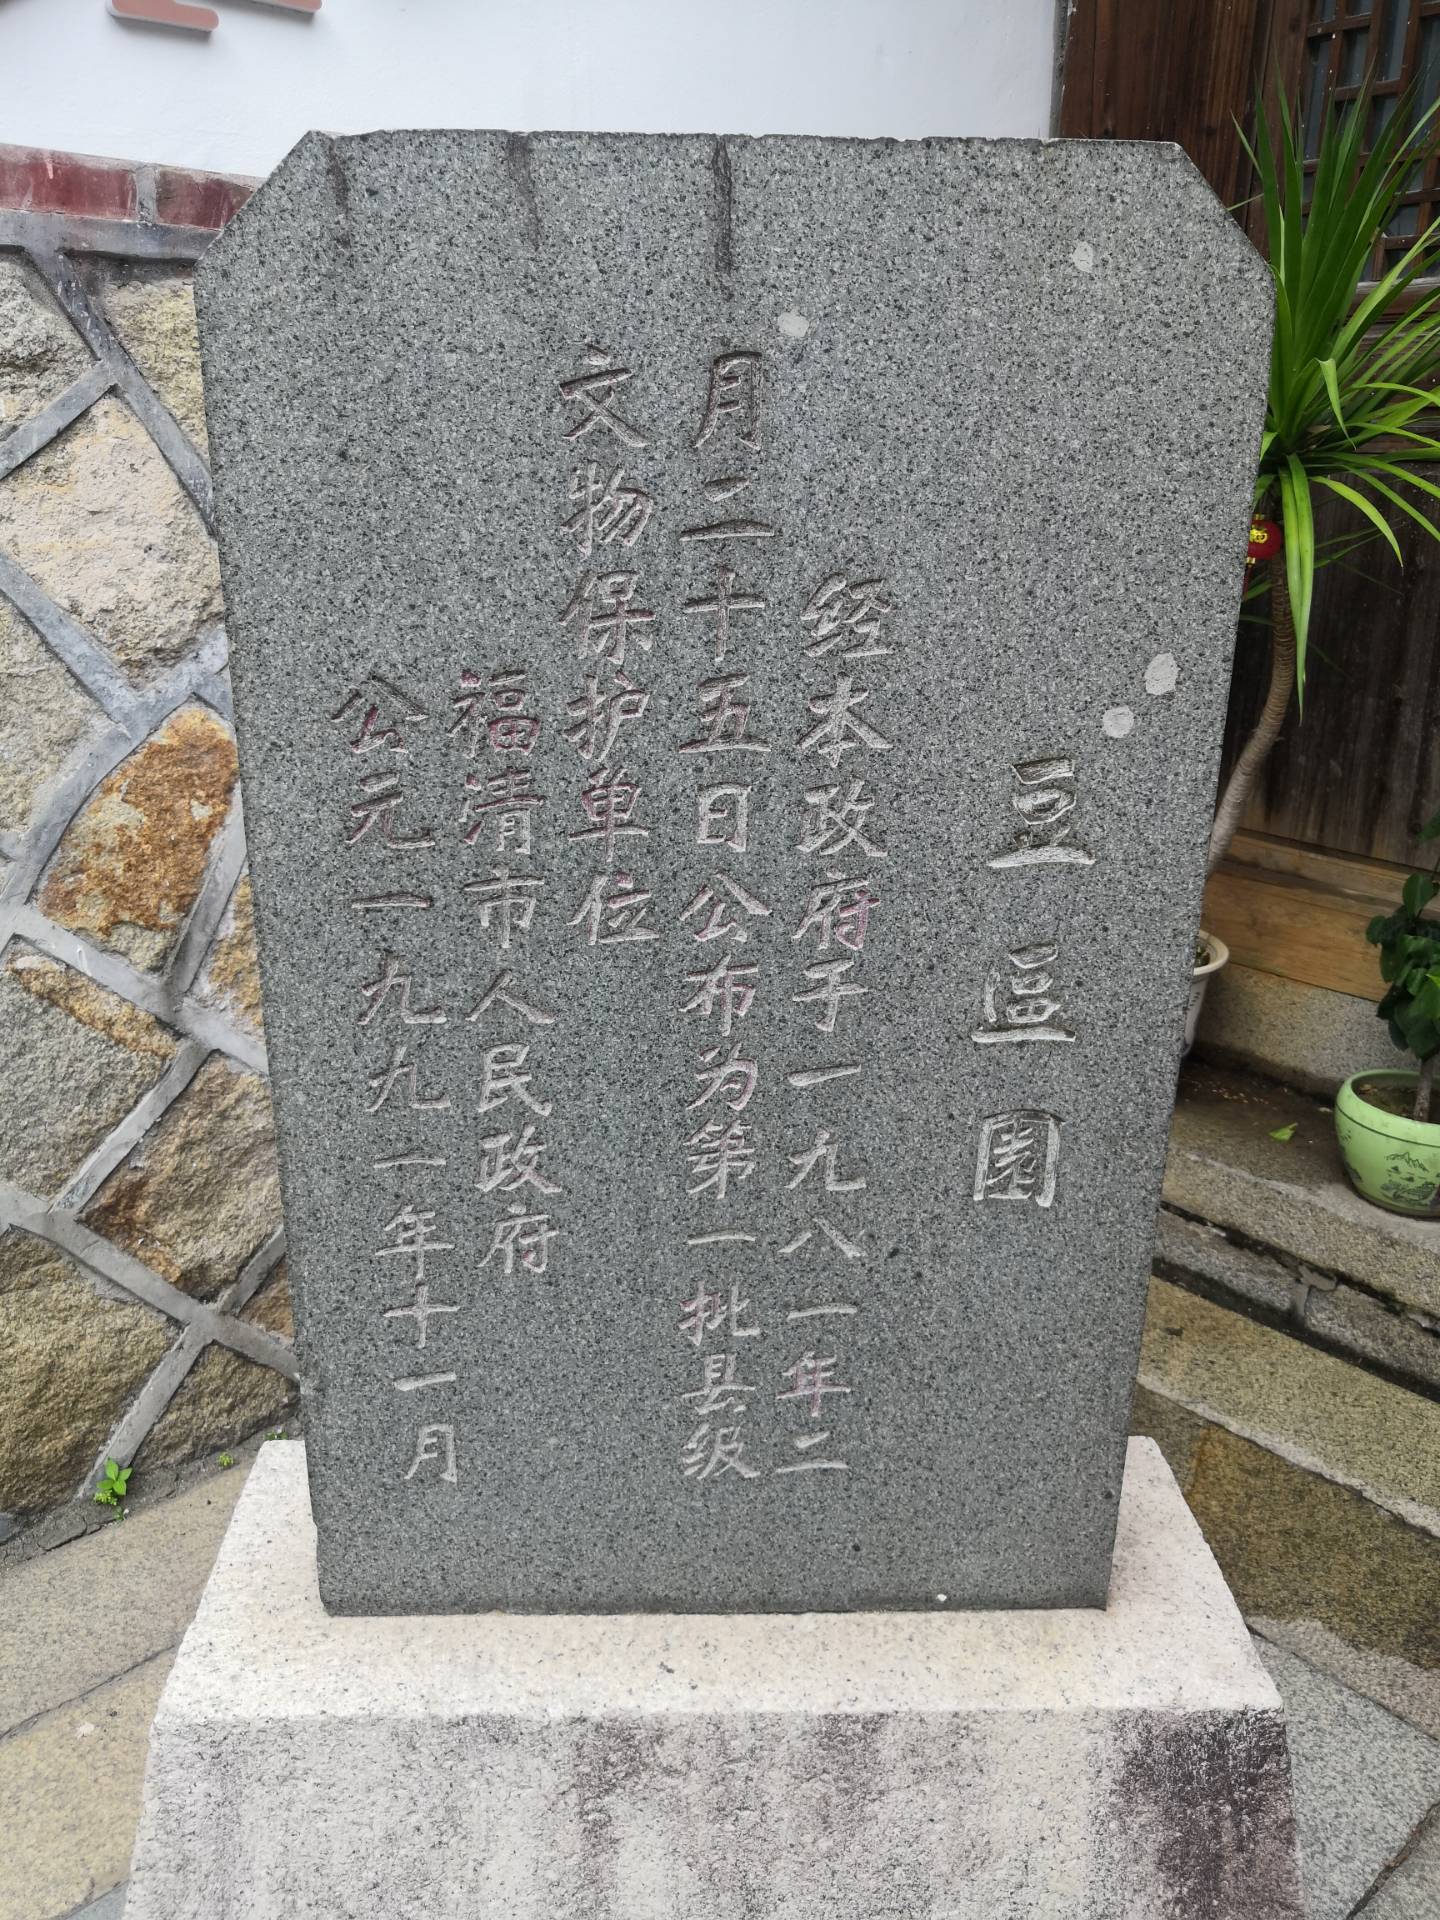 豆區園
经本政府于一九八一年二
月二十五日公布为第一批县级
文物保护单位
福清市人民政府
公元一九九一年十一月